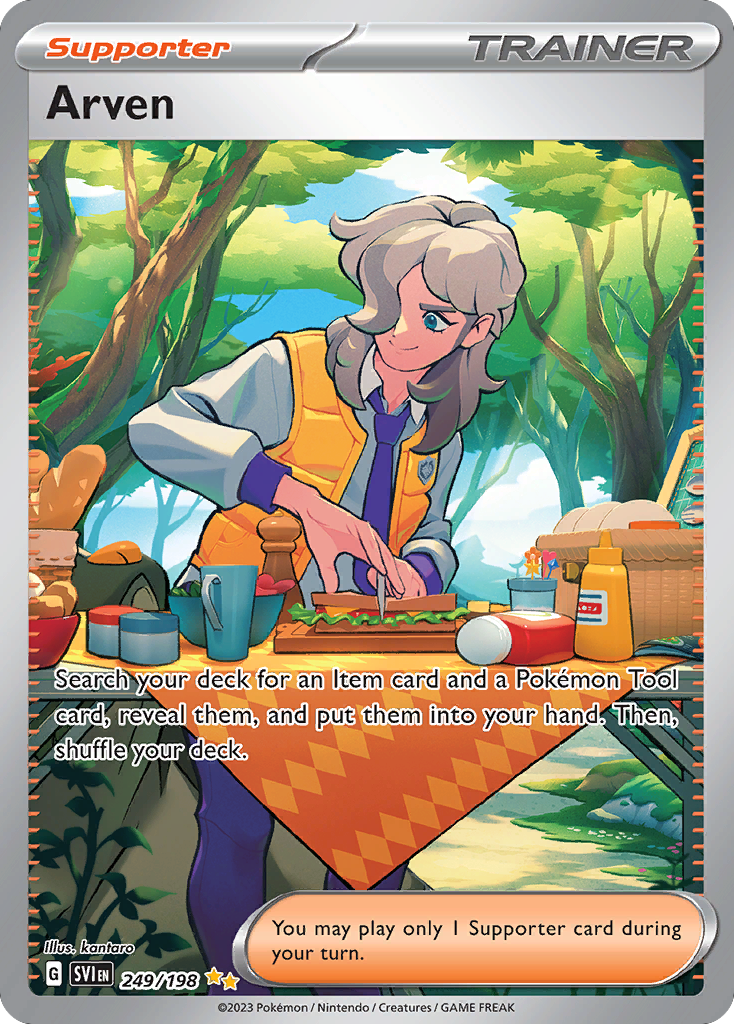 Supporter
TRAINER
Arven
Search your deck for an Item card and a Pokémon Tool
card, reveal them, and put them into your hand. Then,
shuffle your deck.
You may play only 1 Supporter card during
your turn.
Illus. kantaro
G SVI EN 249/198
©2023 Pokémon / Nintendo / Creatures / GAME FREAK